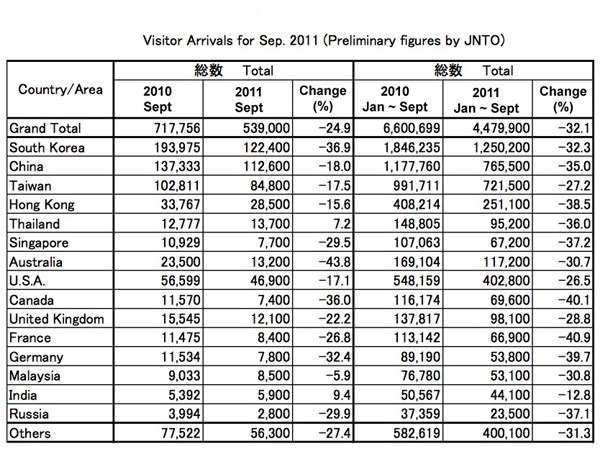 Visitor Arrivals for Sep. 2011 (Preliminary figures by JNTO)
Country/Area 総数 Total 総数 Total
2010 Sept 2011 Sept Change (%) 2010 Jan ~ Sept 2011 Jan ~ Sept Change (%)
Grand Total 717,756 539,000 −24.9 6,600,699 4,479,900 −32.1
South Korea 193,975 122,400 −36.9 1,846,235 1,250,200 −32.3
China 137,333 112,600 −18.0 1,177,760 765,500 −35.0
Taiwan 102,811 84,800 −17.5 991,711 721,500 −27.2
Hong Kong 33,767 28,500 −15.6 408,214 251,100 −38.5
Thailand 12,777 13,700 7.2 148,805 95,200 −36.0
Singapore 10,929 7,700 −29.5 107,063 67,200 −37.2
Australia 23,500 13,200 −43.8 169,104 117,200 −30.7
U.S.A. 56,599 46,900 −17.1 548,159 402,800 −26.5
Canada 11,570 7,400 −36.0 116,174 69,600 −40.1
United Kingdom 15,545 12,100 −22.2 137,817 98,100 −28.8
France 11,475 8,400 −26.8 113,142 66,900 −40.9
Germany 11,534 7,800 −32.4 89,190 53,800 −39.7
Malaysia 9,033 8,500 −5.9 76,780 53,100 −30.8
India 5,392 5,900 9.4 50,567 44,100 −12.8
Russia 3,994 2,800 −29.9 37,359 23,500 −37.1
Others 77,522 56,300 −27.4 582,619 400,100 −31.3